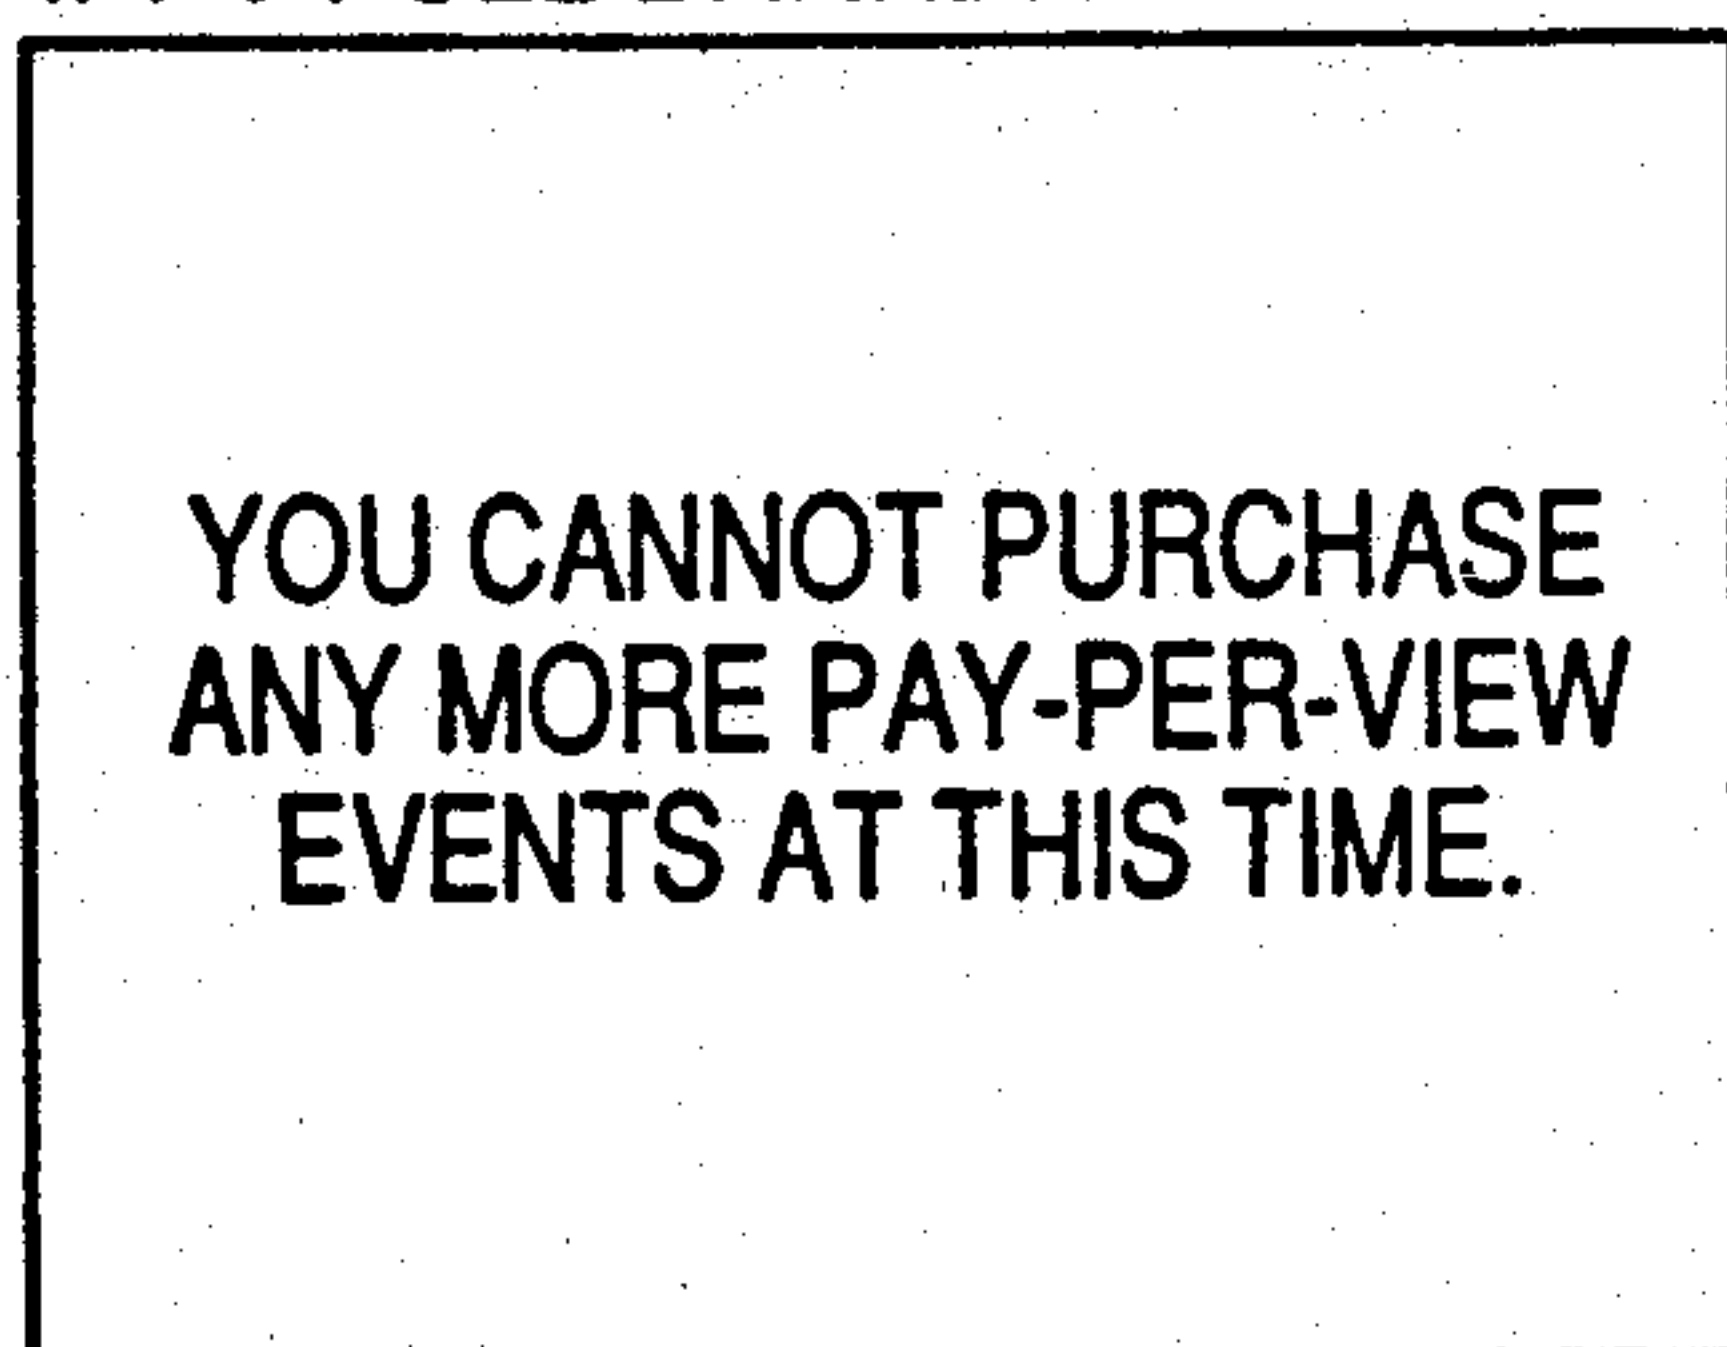 YOU CANNOT PURCHASE
ANY MORE PAY-PER-VIEW
EVENTS AT THIS TIME.